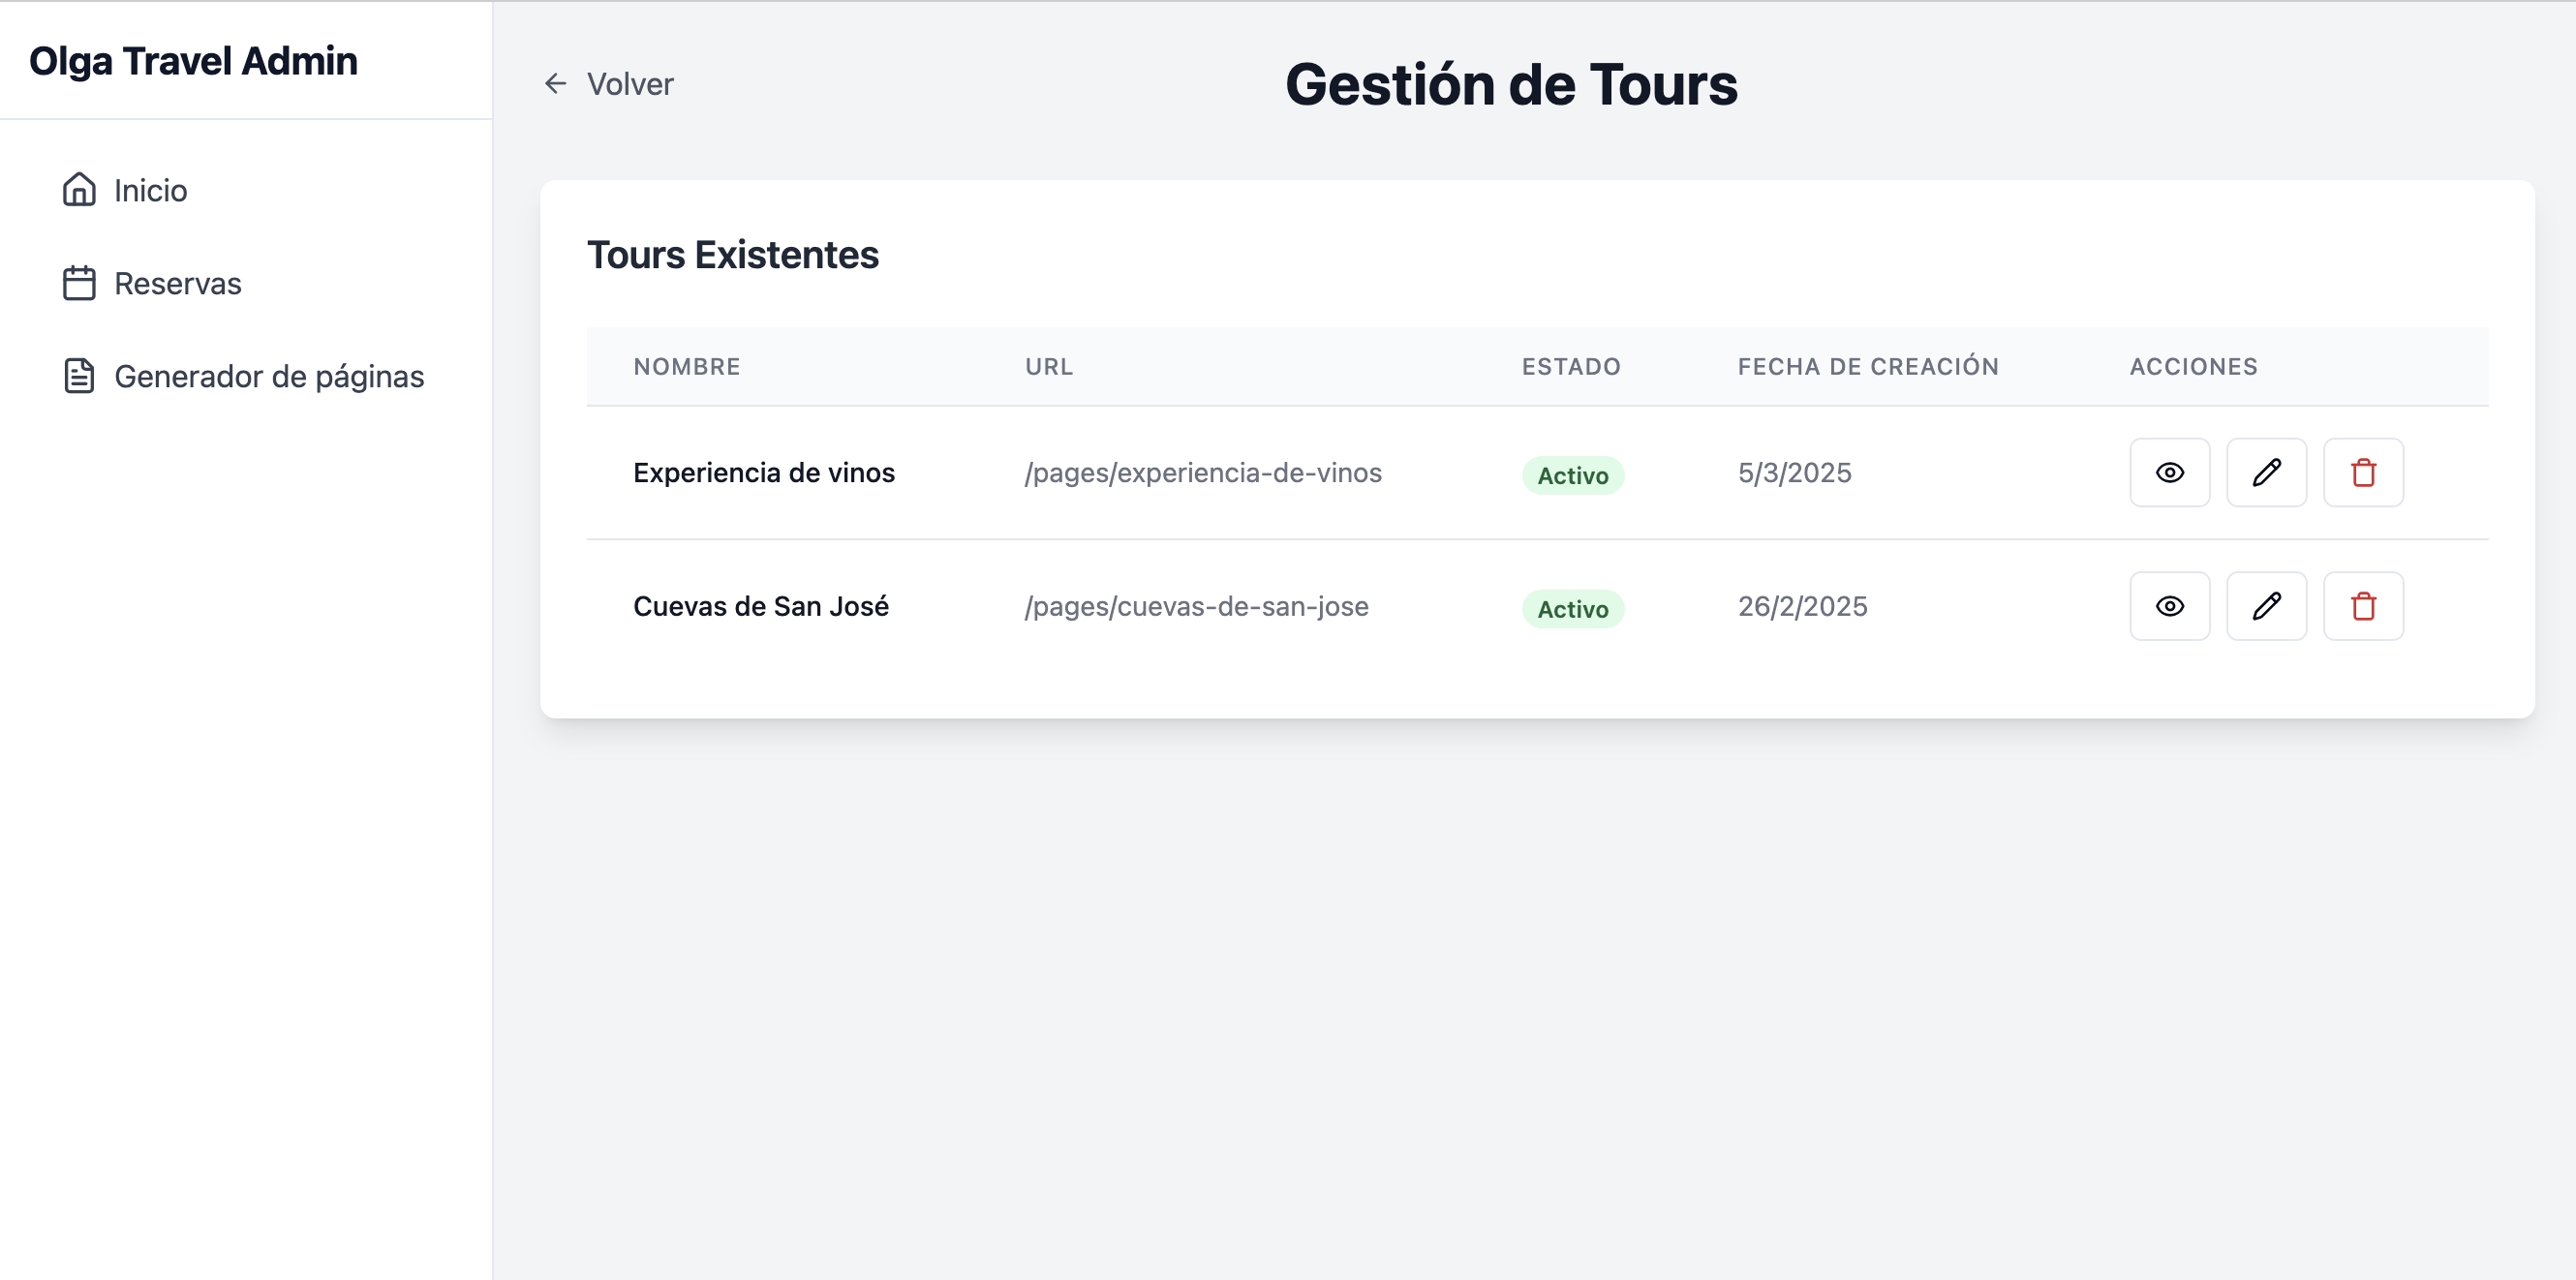 Olga Travel Admin
Inicio
Reservas
Generador de páginas
Volver
Gestión de Tours
Tours Existentes
NOMBRE URL ESTADO FECHA DE CREACIÓN ACCIONES
Experiencia de vinos /pages/experiencia-de-vinos Activo 5/3/2025
Cuevas de San José /pages/cuevas-de-san-jose Activo 26/2/2025